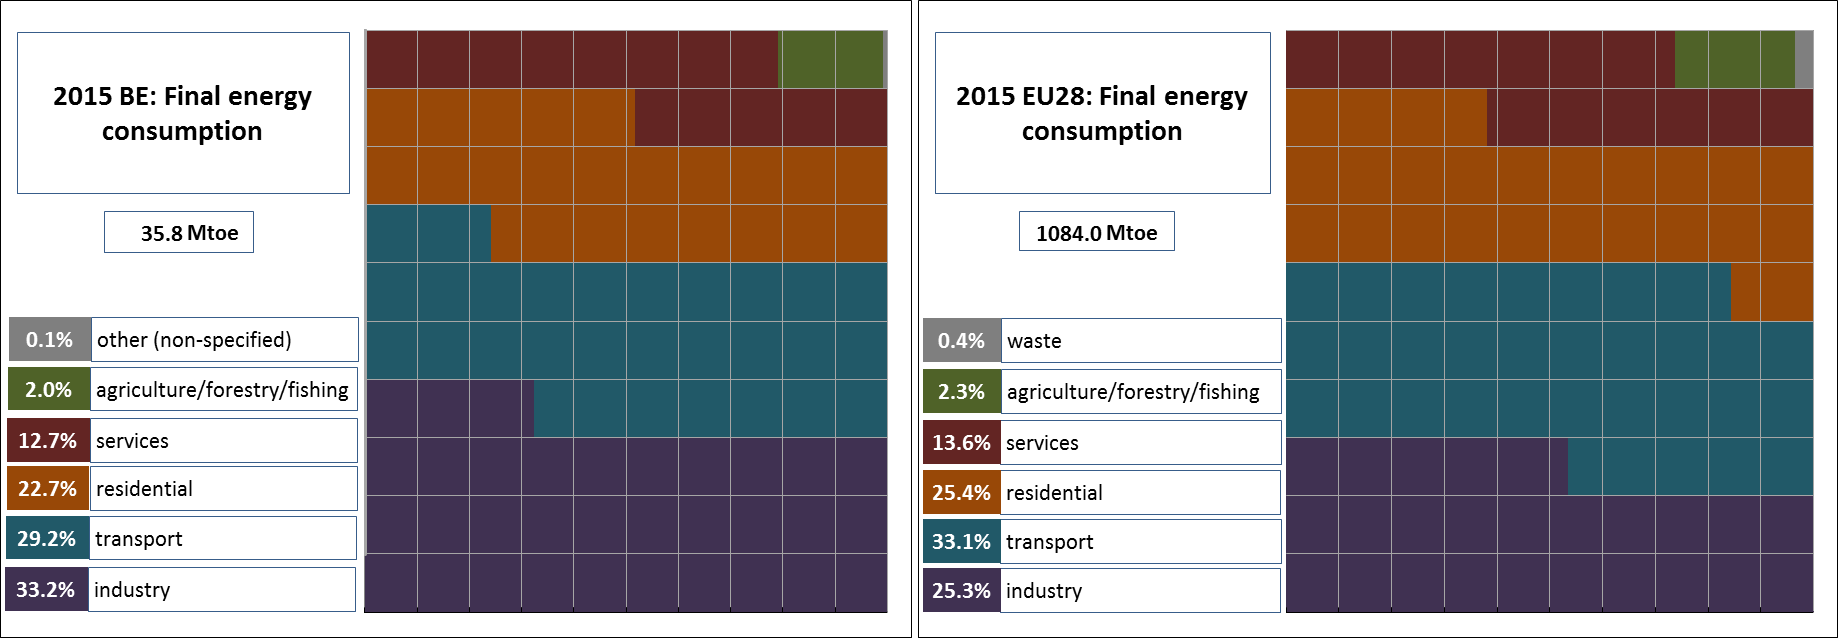 2015 BE: Final energy
consumption
35.8 Mtoe
0.1% other (non-specified)
2.0% agriculture/forestry/fishing
12.7% services
22.7% residential
29.2% transport
33.2% industry
2015 EU28: Final energy
consumption
1084.0 Mtoe
0.4% waste
2.3% agriculture/forestry/fishing
13.6% services
25.4% residential
33.1% transport
25.3% industry